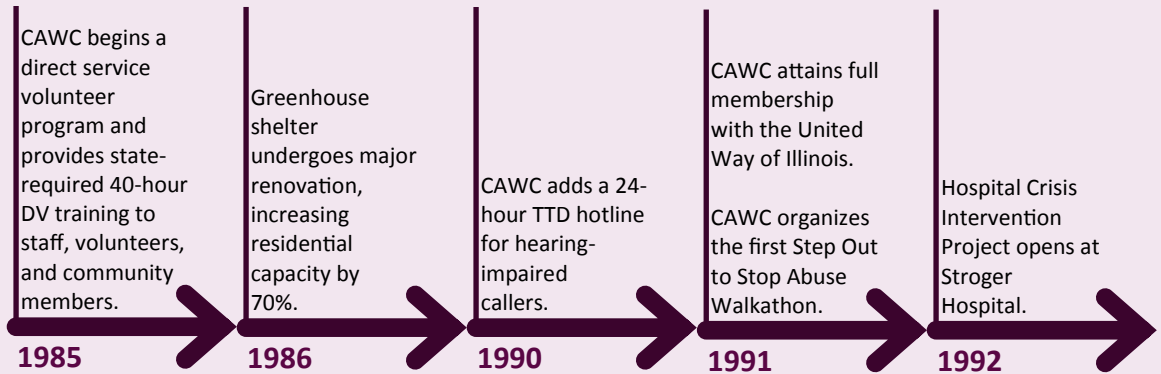 CAWC begins a
direct service
volunteer
program and
provides state-
required 40-hour
DV training to
staff, volunteers,
and community
members.
1985
Greenhouse
shelter
undergoes major
renovation,
increasing
residential
capacity by
70%.
1986
CAWC adds a 24-
hour TTD hotline
for hearing-
impaired
callers.
1990
CAWC attains full
membership
with the United
Way of Illinois.
CAWC organizes
the first Step Out
to Stop Abuse
Walkathon.
1991
Hospital Crisis
Intervention
Project opens at
Stroger
Hospital.
1992